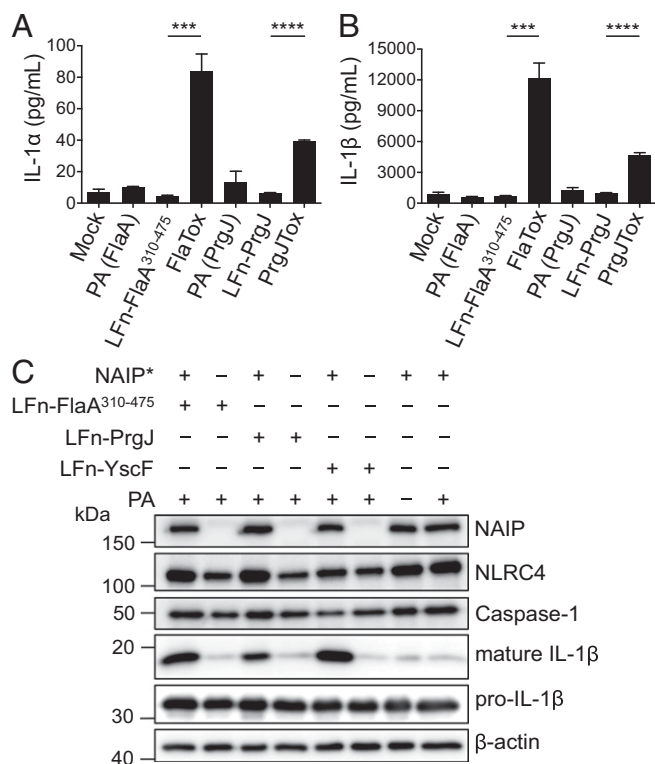 A
B
*** ****
*** ****
IL-1α (pg/mL)
100
80
60
40
20
0
Mock
PA (FlaA)
LFn-FlaA³¹⁰⁻⁴⁷⁵
FlaTox
PA (PrgJ)
LFn-PrgJ
PrgJTox
IL-1β (pg/mL)
15000
12000
9000
6000
3000
0
Mock
PA (FlaA)
LFn-FlaA³¹⁰⁻⁴⁷⁵
FlaTox
PA (PrgJ)
LFn-PrgJ
PrgJTox
C
NAIP* + – + – + – + +
LFn-FlaA³¹⁰⁻⁴⁷⁵ + + – – – – – –
LFn-PrgJ – – + + – – – –
LFn-YscF – – – – + + – –
PA + + + + + + – +
kDa
150 NAIP
100 NLRC4
50 Caspase-1
20 mature IL-1β
30 pro-IL-1β
40 β-actin